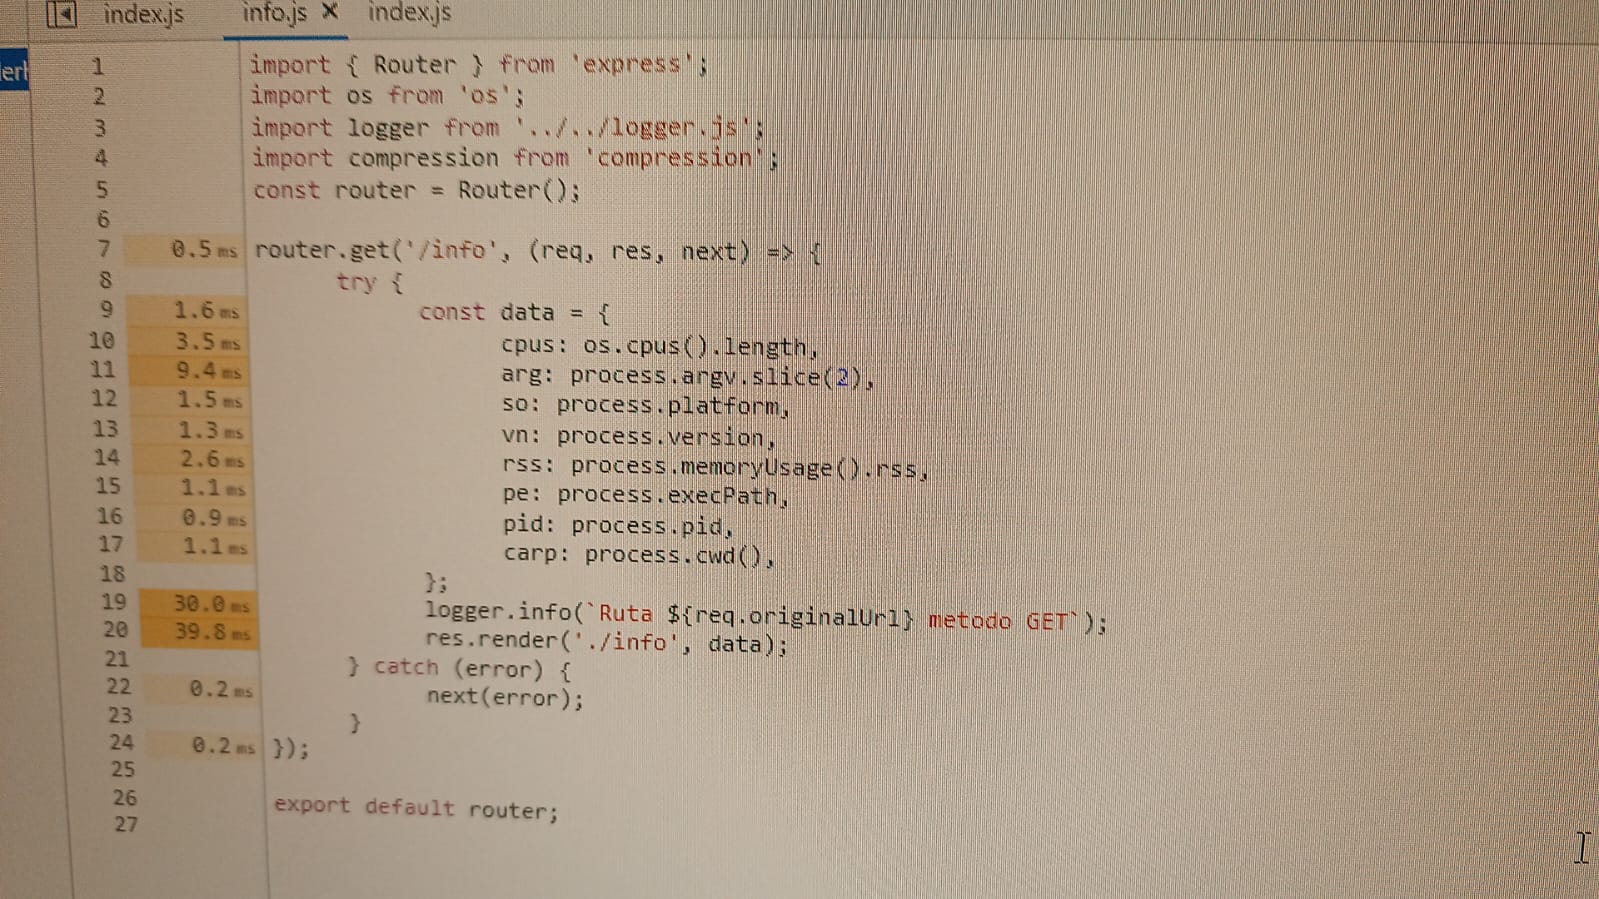 index.js info.js × index.js
erl
1 import { Router } from 'express';
2 import os from 'os';
3 import logger from '../../logger.js';
4 import compression from 'compression';
5 const router = Router();
6
7 0.5 ms router.get('/info', (req, res, next) => {
8 try {
9 1.6 ms const data = {
10 3.5 ms cpus: os.cpus().length,
11 9.4 ms arg: process.argv.slice(2),
12 1.5 ms so: process.platform,
13 1.3 ms vn: process.version,
14 2.6 ms rss: process.memoryUsage().rss,
15 1.1 ms pe: process.execPath,
16 0.9 ms pid: process.pid,
17 1.1 ms carp: process.cwd(),
18 };
19 30.0 ms logger.info(`Ruta ${req.originalUrl} metodo GET`);
20 39.8 ms res.render('./info', data);
21 } catch (error) {
22 0.2 ms next(error);
23 }
24 0.2 ms });
25
26 export default router;
27